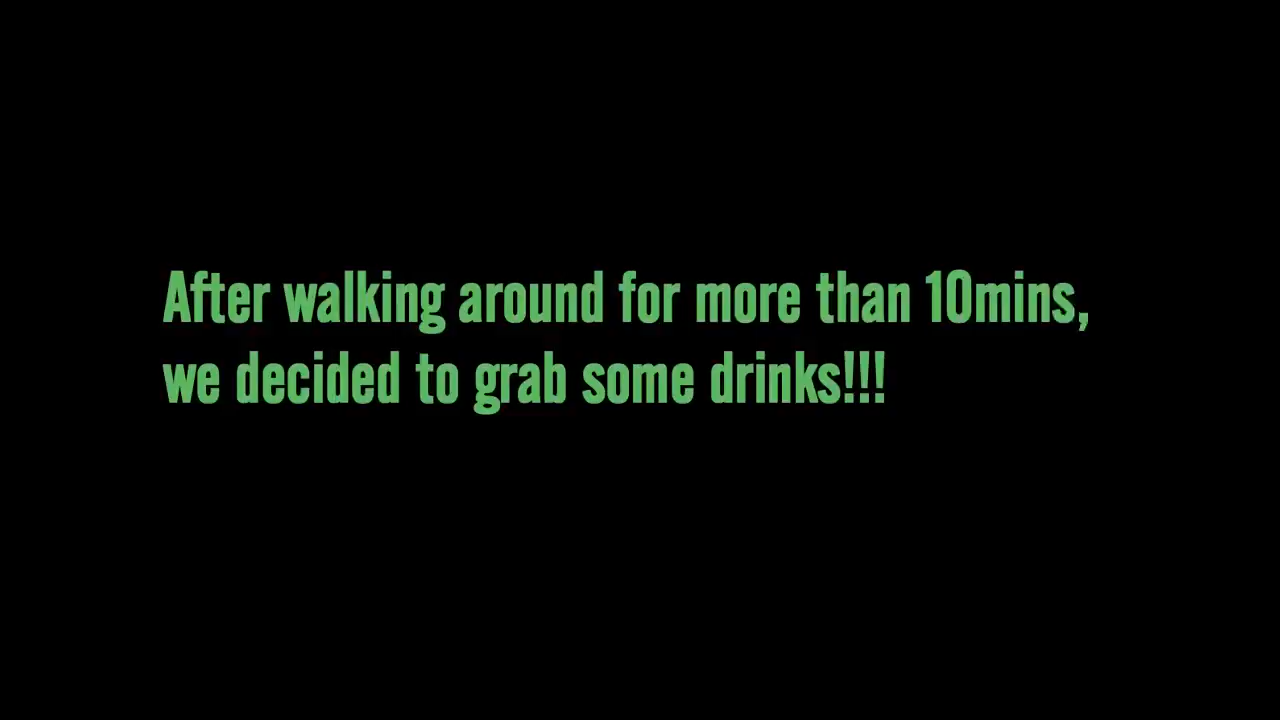 After walking around for more than 10mins,
we decided to grab some drinks!!!